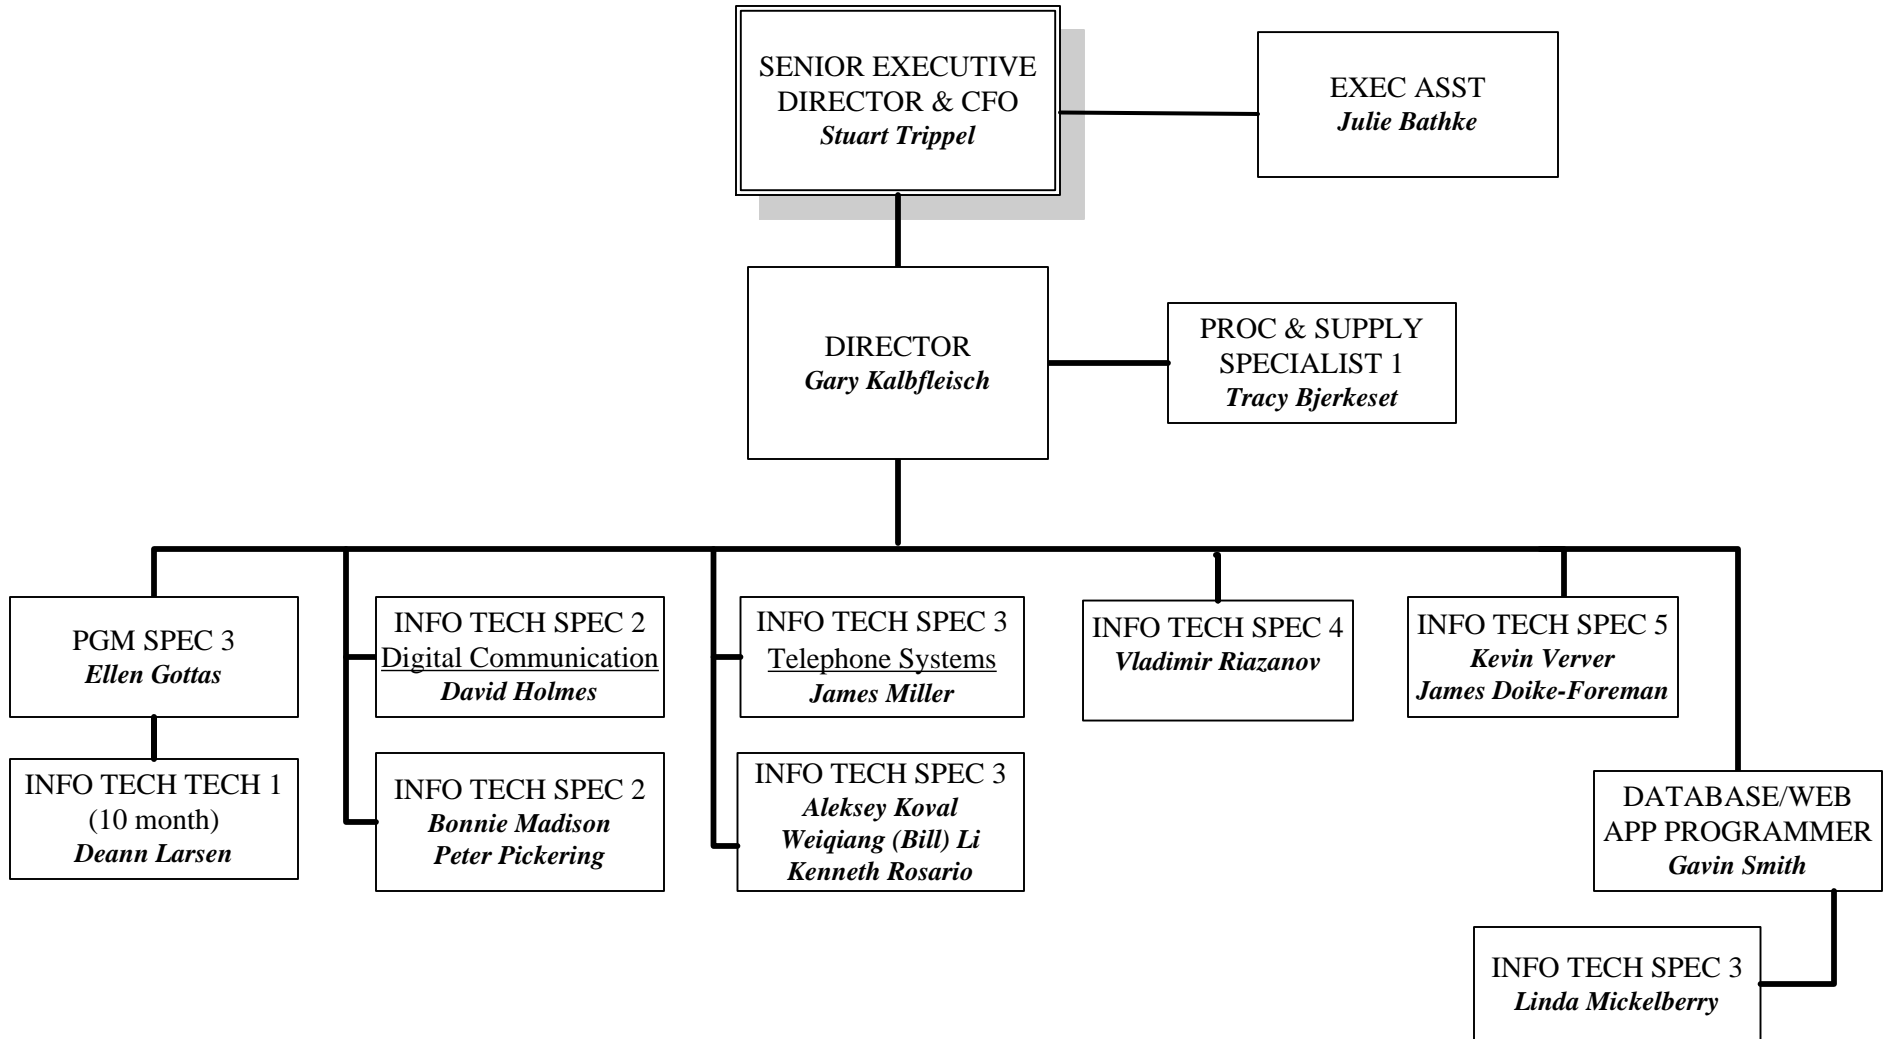 SENIOR EXECUTIVE
DIRECTOR & CFO
Stuart Trippel
EXEC ASST
Julie Bathke
DIRECTOR
Gary Kalbfleisch
PROC & SUPPLY
SPECIALIST 1
Tracy Bjerkeset
PGM SPEC 3
Ellen Gottas
INFO TECH TECH 1
(10 month)
Deann Larsen
INFO TECH SPEC 2
Digital Communication
David Holmes
INFO TECH SPEC 2
Bonnie Madison
Peter Pickering
INFO TECH SPEC 3
Telephone Systems
James Miller
INFO TECH SPEC 3
Aleksey Koval
Weiqiang (Bill) Li
Kenneth Rosario
INFO TECH SPEC 4
Vladimir Riazanov
INFO TECH SPEC 5
Kevin Verver
James Doike-Foreman
DATABASE/WEB
APP PROGRAMMER
Gavin Smith
INFO TECH SPEC 3
Linda Mickelberry